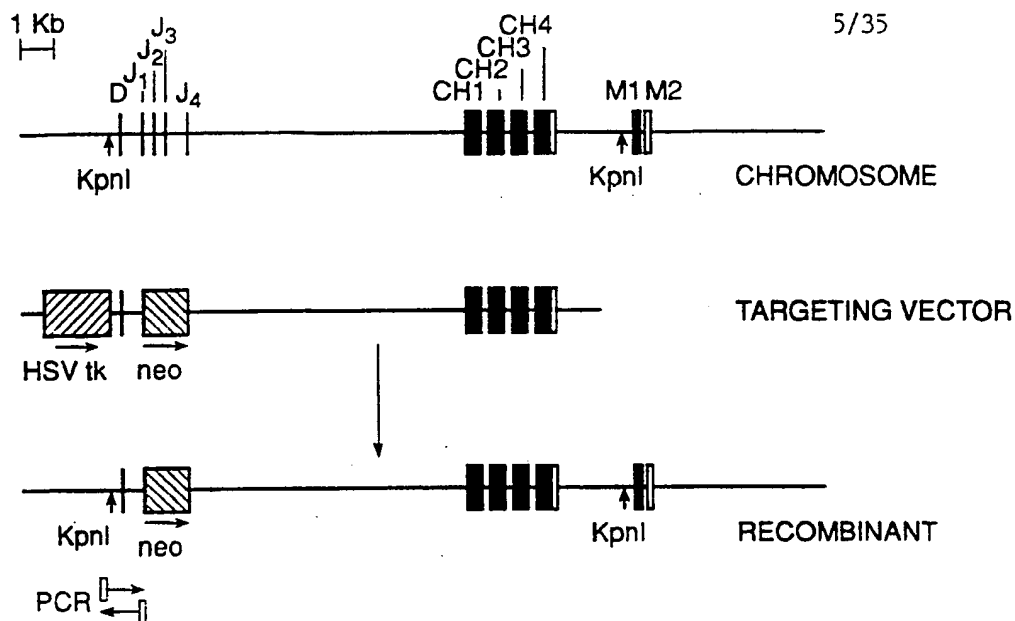 1 Kb
5/35
D
J1
J2
J3
J4
CH1
CH2
CH3
CH4
M1 M2
KpnI
KpnI
CHROMOSOME
TARGETING VECTOR
HSV tk
neo
KpnI
neo
KpnI
RECOMBINANT
PCR